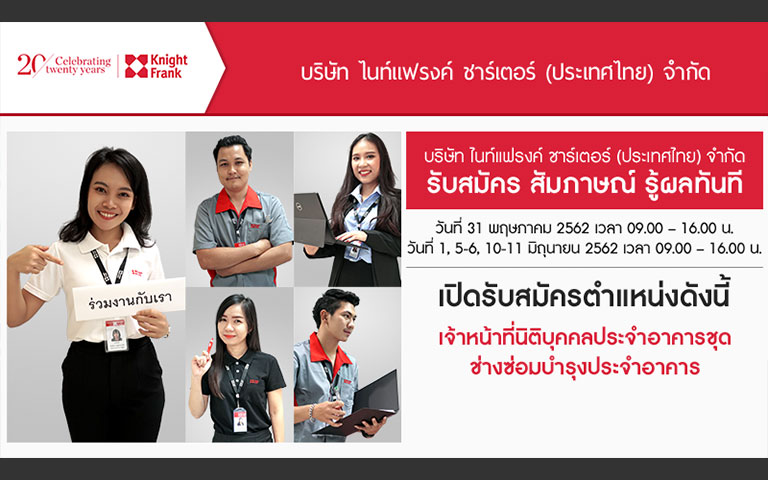 20 Celebrating twenty years
Knight Frank
บริษัท ไนท์แฟรงค์ ชาร์เตอร์ (ประเทศไทย) จำกัด
บริษัท ไนท์แฟรงค์ ชาร์เตอร์ (ประเทศไทย) จำกัด
รับสมัคร สัมภาษณ์ รู้ผลทันที
วันที่ 31 พฤษภาคม 2562 เวลา 09.00 – 16.00 น.
วันที่ 1, 5-6, 10-11 มิถุนายน 2562 เวลา 09.00 – 16.00 น.
เปิดรับสมัครตำแหน่งดังนี้
เจ้าหน้าที่นิติบุคคลประจำอาคารชุด
ช่างซ่อมบำรุงประจำอาคาร
ร่วมงานกับเรา